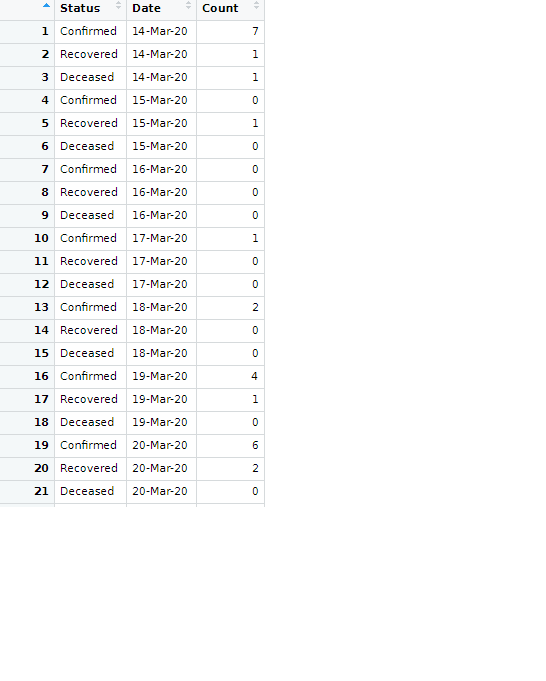 Status Date Count
1 Confirmed 14-Mar-20 7
2 Recovered 14-Mar-20 1
3 Deceased 14-Mar-20 1
4 Confirmed 15-Mar-20 0
5 Recovered 15-Mar-20 1
6 Deceased 15-Mar-20 0
7 Confirmed 16-Mar-20 0
8 Recovered 16-Mar-20 0
9 Deceased 16-Mar-20 0
10 Confirmed 17-Mar-20 1
11 Recovered 17-Mar-20 0
12 Deceased 17-Mar-20 0
13 Confirmed 18-Mar-20 2
14 Recovered 18-Mar-20 0
15 Deceased 18-Mar-20 0
16 Confirmed 19-Mar-20 4
17 Recovered 19-Mar-20 1
18 Deceased 19-Mar-20 0
19 Confirmed 20-Mar-20 6
20 Recovered 20-Mar-20 2
21 Deceased 20-Mar-20 0